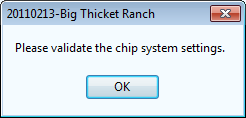 20110213-Big Thicket Ranch
Please validate the chip system settings.
OK